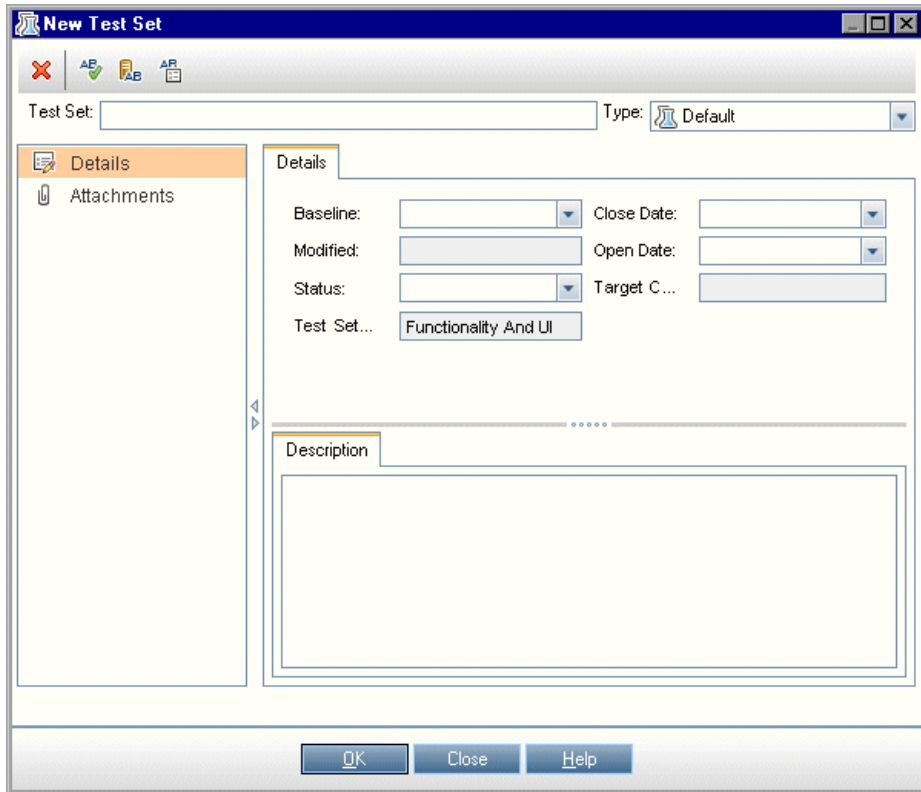 New Test Set
Test Set:
Type: Default
Details
Attachments
Details
Baseline: Close Date:
Modified: Open Date:
Status: Target C...
Test Set... Functionality And UI
Description
OK Close Help